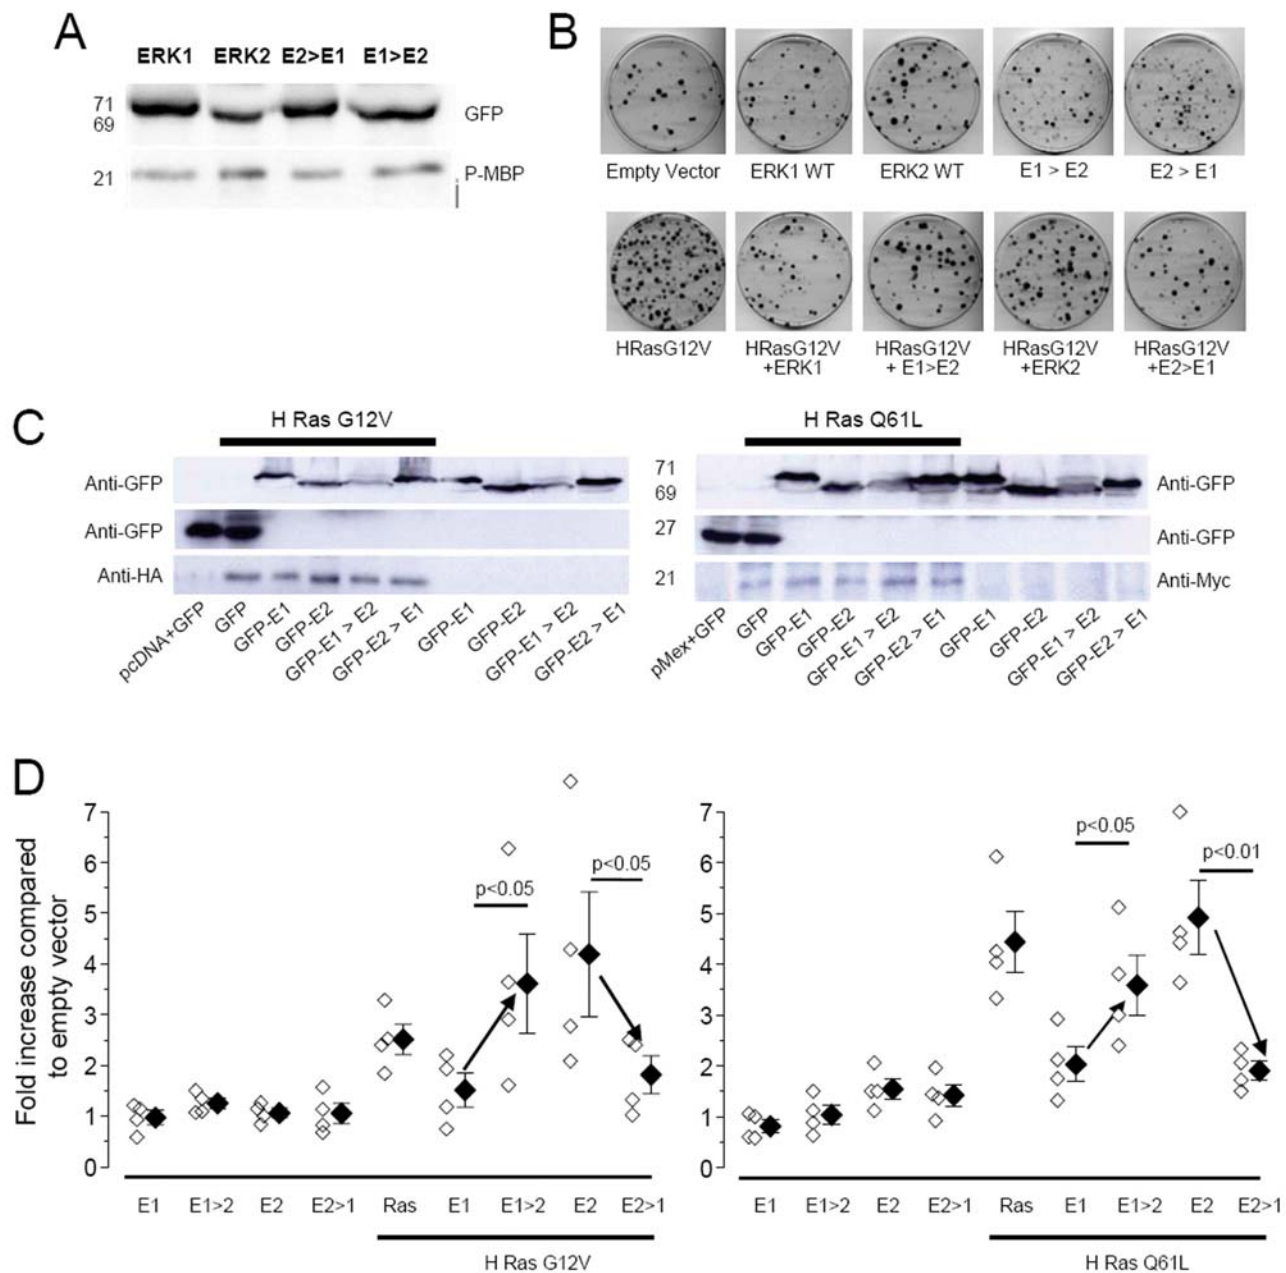 A
ERK1 ERK2 E2>E1 E1>E2
71
69
GFP
21
P-MBP
B
Empty Vector ERK1 WT ERK2 WT E1 > E2 E2 > E1
HRasG12V HRasG12V HRasG12V HRasG12V HRasG12V
+ERK1 + E1>E2 +ERK2 +E2>E1
C
H Ras G12V
Anti-GFP
Anti-GFP
Anti-HA
pcDNA+GFP GFP GFP-E1 GFP-E2 GFP-E1 > E2 GFP-E2 > E1 GFP-E1 GFP-E2 GFP-E1 > E2 GFP-E2 > E1
H Ras Q61L
71
69
27
21
Anti-GFP
Anti-GFP
Anti-Myc
pMex+GFP GFP GFP-E1 GFP-E2 GFP-E1 > E2 GFP-E2 > E1 GFP-E1 GFP-E2 GFP-E1 > E2 GFP-E2 > E1
D
Fold increase compared
to empty vector
7
6
5
4
3
2
1
0
p<0.05
p<0.05
E1 E1>2 E2 E2>1 Ras E1 E1>2 E2 E2>1
H Ras G12V
7
6
5
4
3
2
1
0
p<0.05
p<0.01
E1 E1>2 E2 E2>1 Ras E1 E1>2 E2 E2>1
H Ras Q61L